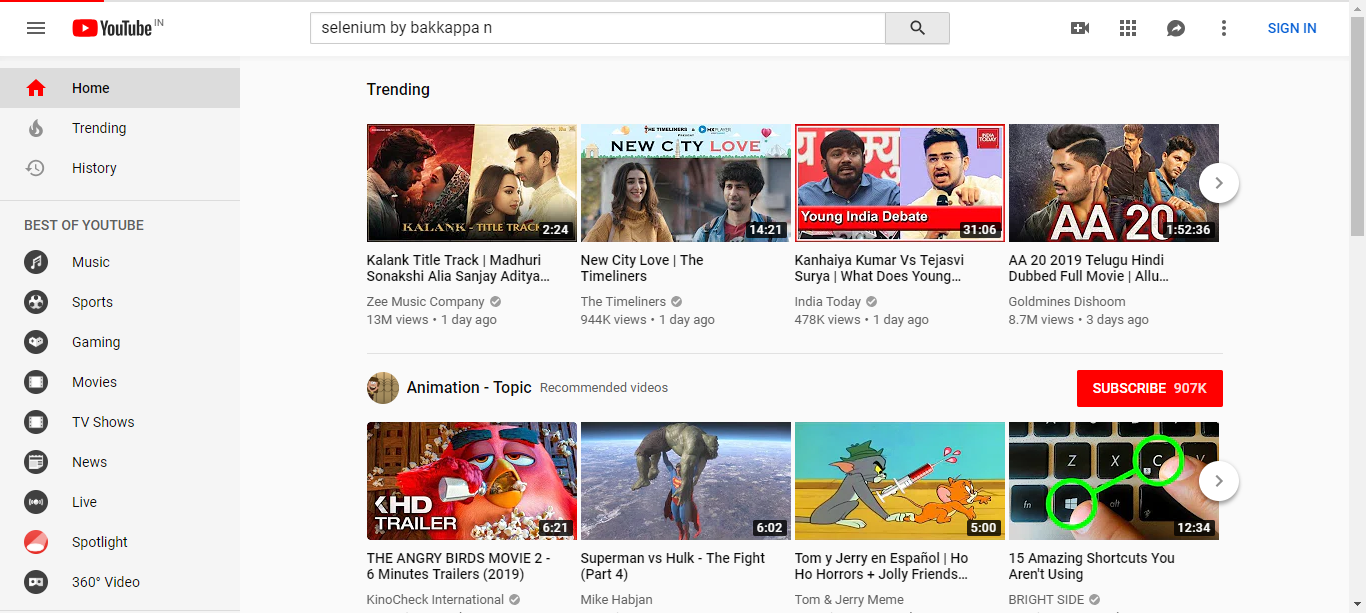 YouTube IN
selenium by bakkappa n
SIGN IN
Home
Trending
History
BEST OF YOUTUBE
Music
Sports
Gaming
Movies
TV Shows
News
Live
Spotlight
360° Video
Trending
KALANK - TITLE TRACK
2:24
THE TIMELINERS & MXPLAYER
PRESENT
NEW CITY LOVE
14:21
INDIA TODAY
Young India Debate
31:06
AA 20
1:52:36
Kalank Title Track | Madhuri
Sonakshi Alia Sanjay Aditya…
Zee Music Company
13M views • 1 day ago
New City Love | The
Timeliners
The Timeliners
944K views • 1 day ago
Kanhaiya Kumar Vs Tejasvi
Surya | What Does Young…
India Today
478K views • 1 day ago
AA 20 2019 Telugu Hindi
Dubbed Full Movie | Allu…
Goldmines Dishoom
8.7M views • 3 days ago
Animation - Topic Recommended videos
SUBSCRIBE 907K
KHD
TRAILER
6:21
6:02
5:00
Z X C V
fn alt
12:34
THE ANGRY BIRDS MOVIE 2 -
6 Minutes Trailers (2019)
KinoCheck International
Superman vs Hulk - The Fight
(Part 4)
Mike Habjan
Tom y Jerry en Español | Ho
Ho Horrors + Jolly Friends…
Tom & Jerry Meme
15 Amazing Shortcuts You
Aren't Using
BRIGHT SIDE